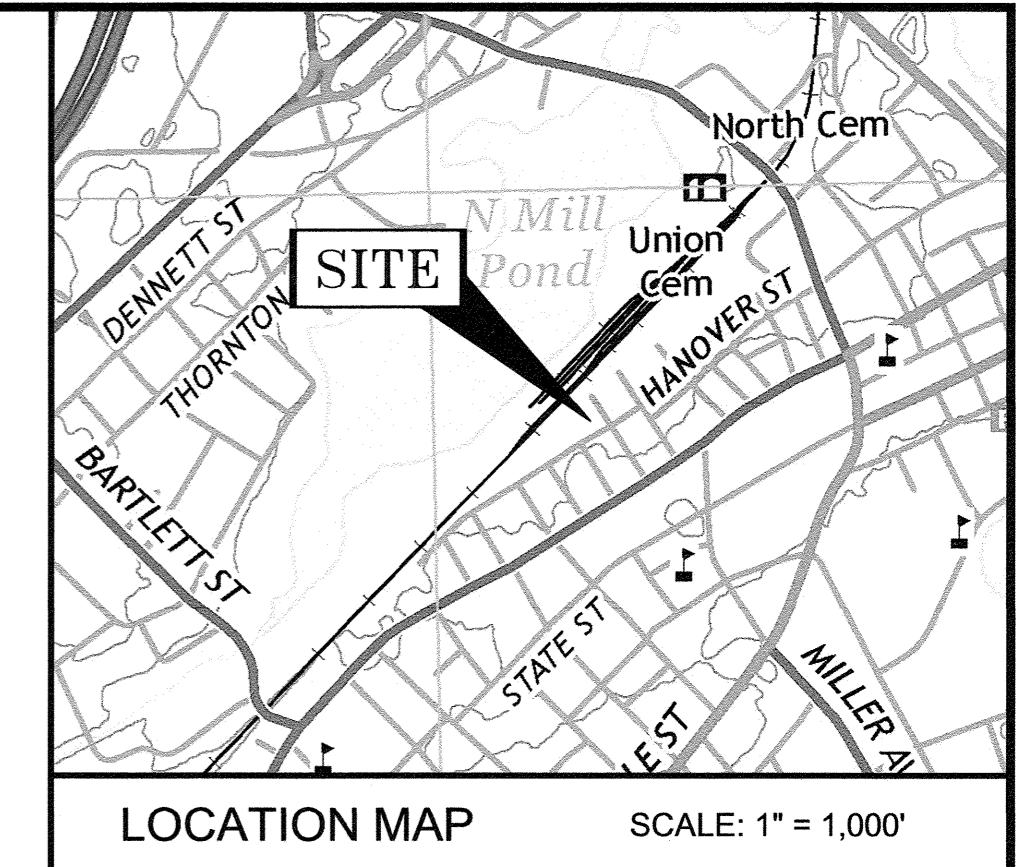 North Cem
N Mill
Pond
Union
Cem
DENNETT ST
SITE
THORNTON
HANOVER ST
BARTLETT ST
STATE ST
MILLER AV
LE ST
LOCATION MAP
SCALE: 1" = 1,000'